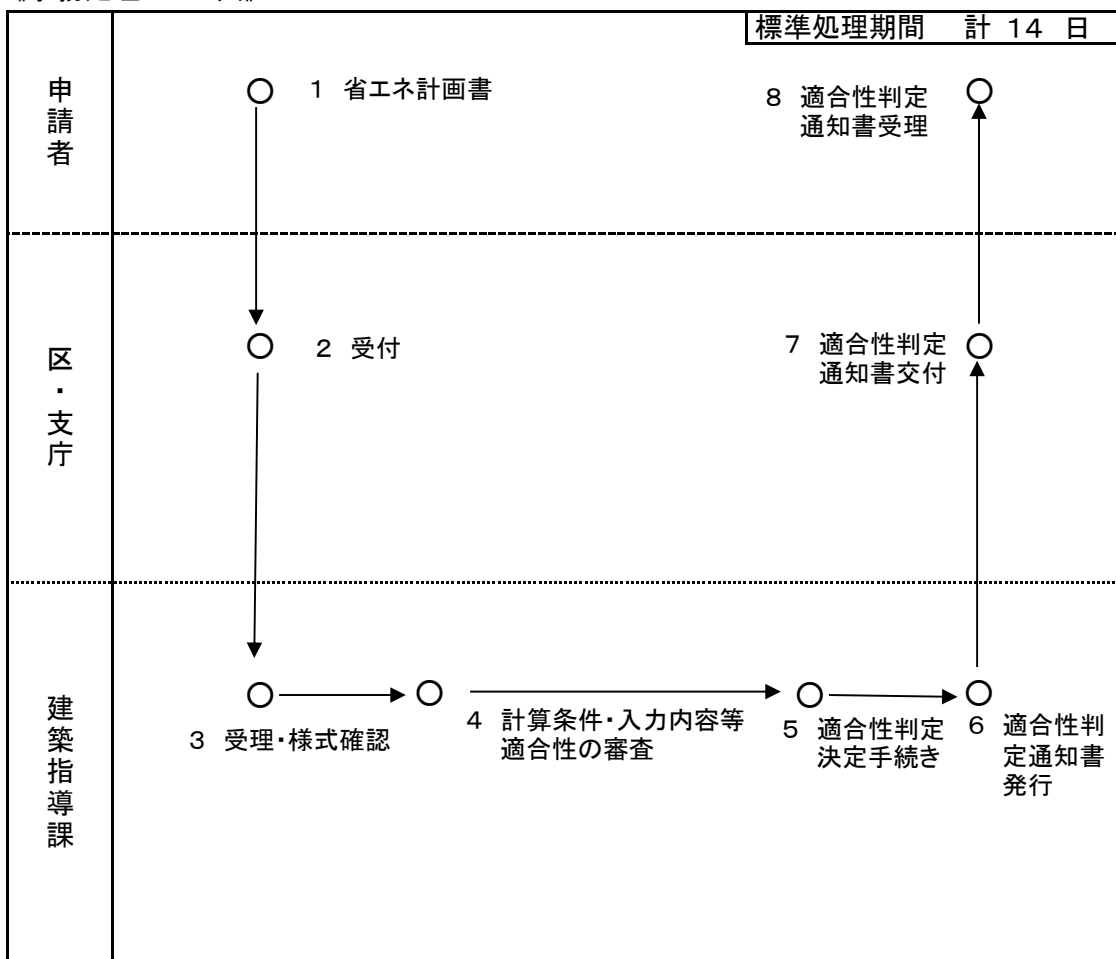 標準処理期間　計 14 日
申請者
1 省エネ計画書
8 適合性判定
通知書受理
区・支庁
2 受付
7 適合性判定
通知書交付
建築指導課
3 受理・様式確認
4 計算条件・入力内容等
適合性の審査
5 適合性判定
決定手続き
6 適合性判
定通知書
発行